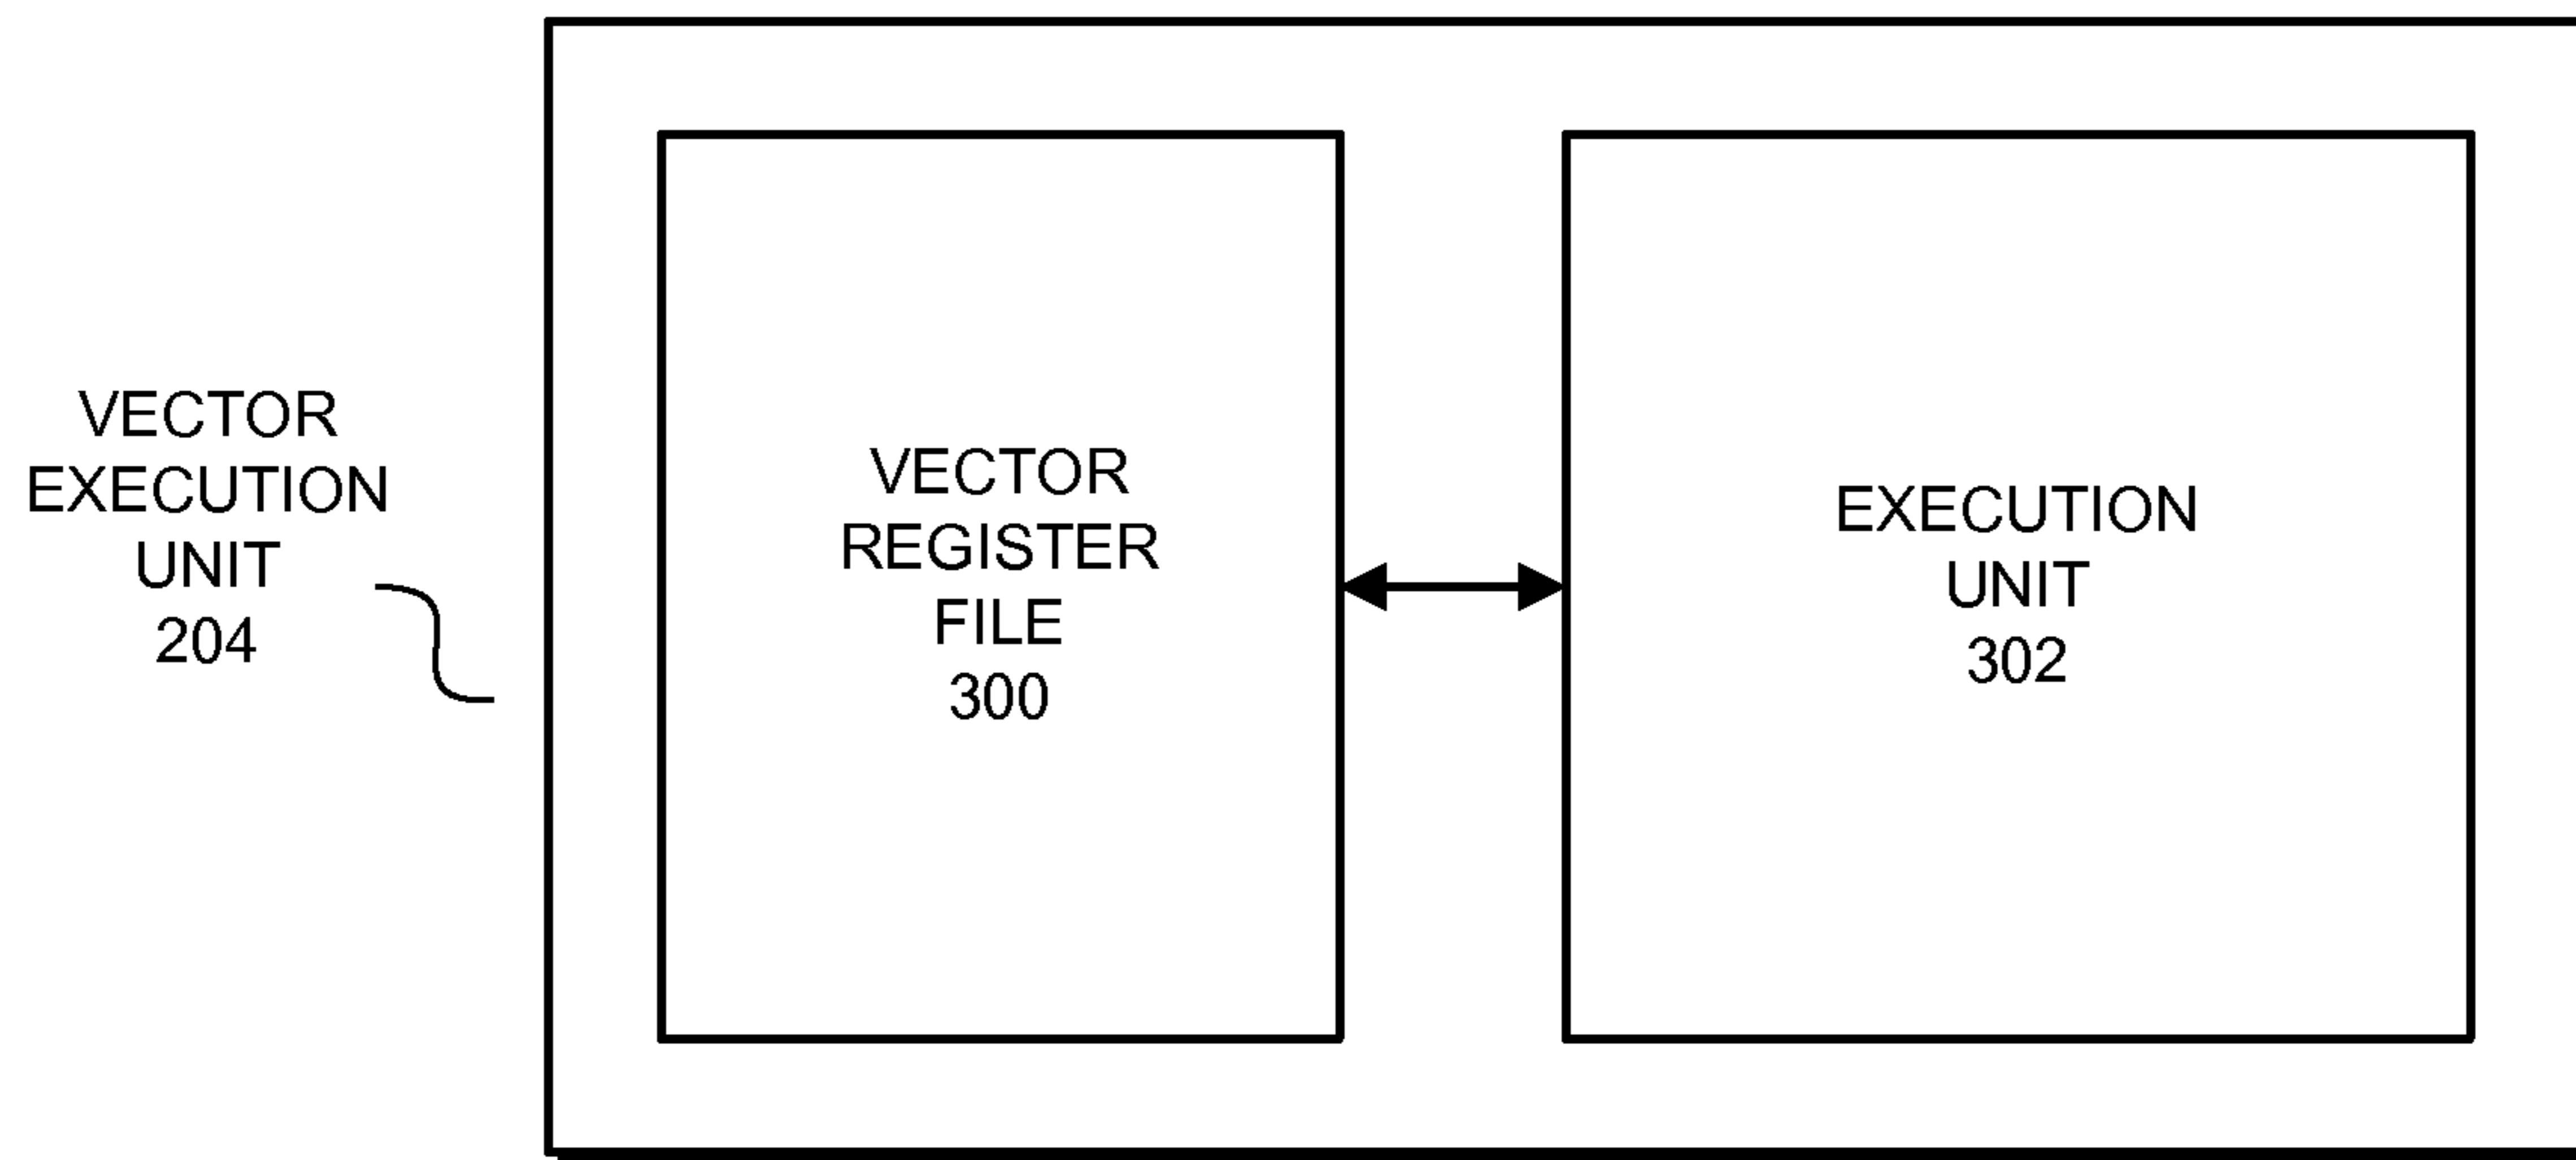 VECTOR
EXECUTION
UNIT
204
VECTOR
REGISTER
FILE
300
EXECUTION
UNIT
302